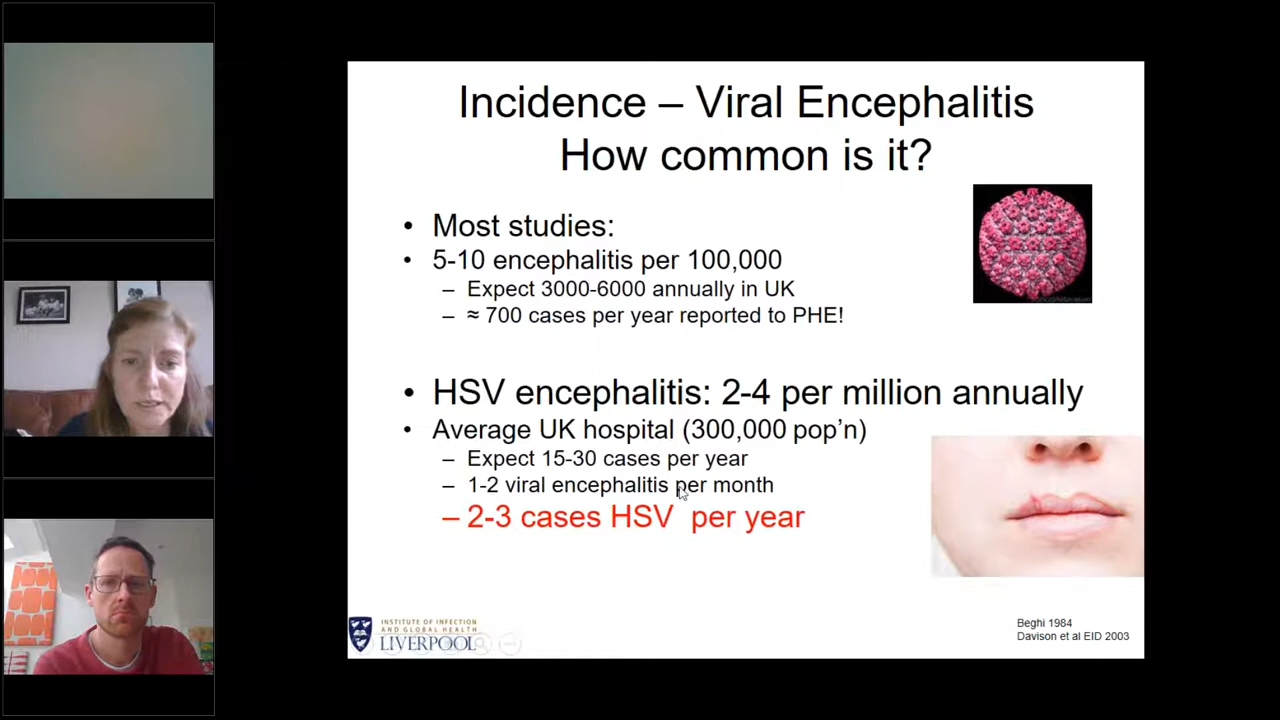 Incidence – Viral Encephalitis
How common is it?
• Most studies:
• 5-10 encephalitis per 100,000
– Expect 3000-6000 annually in UK
– ≈ 700 cases per year reported to PHE!
• HSV encephalitis: 2-4 per million annually
• Average UK hospital (300,000 pop’n)
– Expect 15-30 cases per year
– 1-2 viral encephalitis per month
– 2-3 cases HSV per year
INSTITUTE OF INFECTION
AND GLOBAL HEALTH
LIVERPOOL
Beghi 1984
Davison et al EID 2003